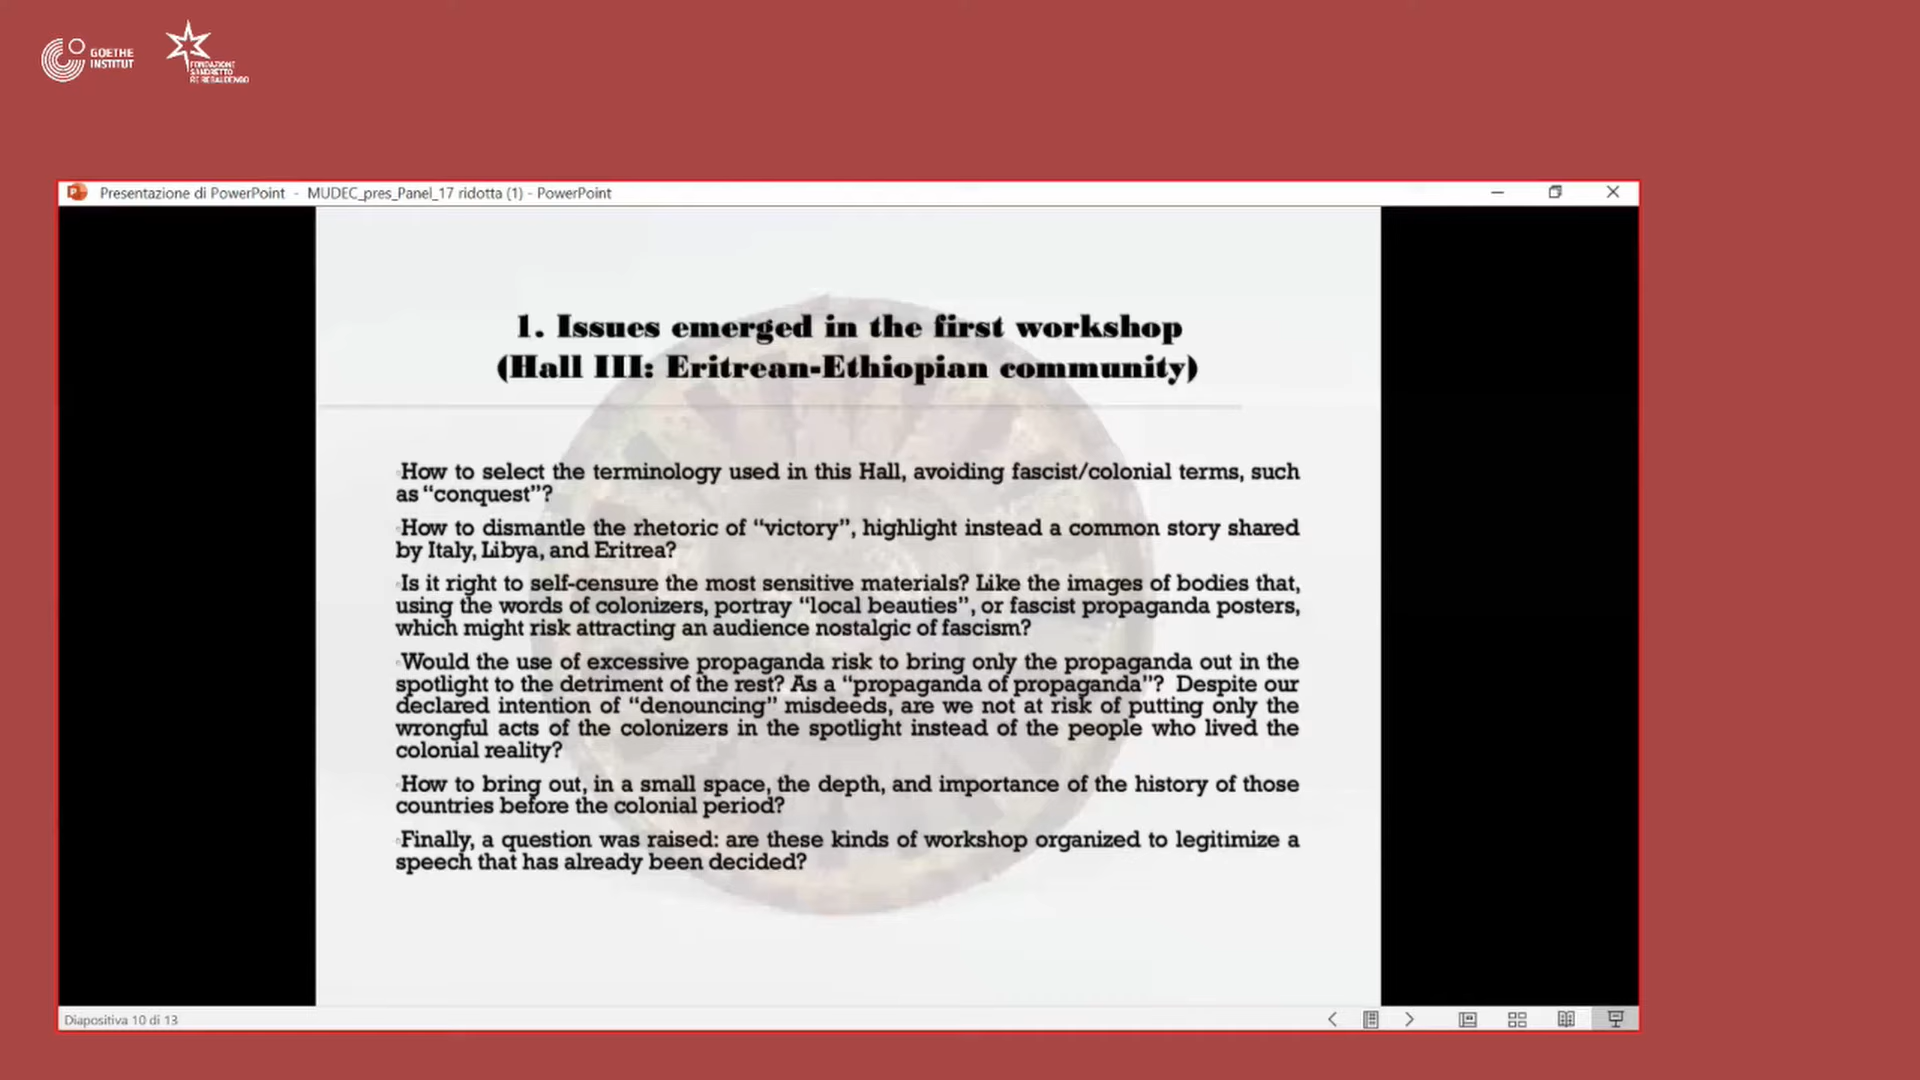 GOETHE
INSTITUT
FONDAZIONE
SANDRETTO
RE REBAUDENGO
Presentazione di PowerPoint - MUDEC_pres_Panel_17 ridotta (1) - PowerPoint
1. Issues emerged in the first workshop
(Hall III: Eritrean-Ethiopian community)
How to select the terminology used in this Hall, avoiding fascist/colonial terms, such
as “conquest”?
How to dismantle the rhetoric of “victory”, highlight instead a common story shared
by Italy, Libya, and Eritrea?
Is it right to self-censure the most sensitive materials? Like the images of bodies that,
using the words of colonizers, portray “local beauties”, or fascist propaganda posters,
which might risk attracting an audience nostalgic of fascism?
Would the use of excessive propaganda risk to bring only the propaganda out in the
spotlight to the detriment of the rest? As a “propaganda of propaganda”? Despite our
declared intention of “denouncing” misdeeds, are we not at risk of putting only the
wrongful acts of the colonizers in the spotlight instead of the people who lived the
colonial reality?
How to bring out, in a small space, the depth, and importance of the history of those
countries before the colonial period?
Finally, a question was raised: are these kinds of workshop organized to legitimize a
speech that has already been decided?
Diapositiva 10 di 13